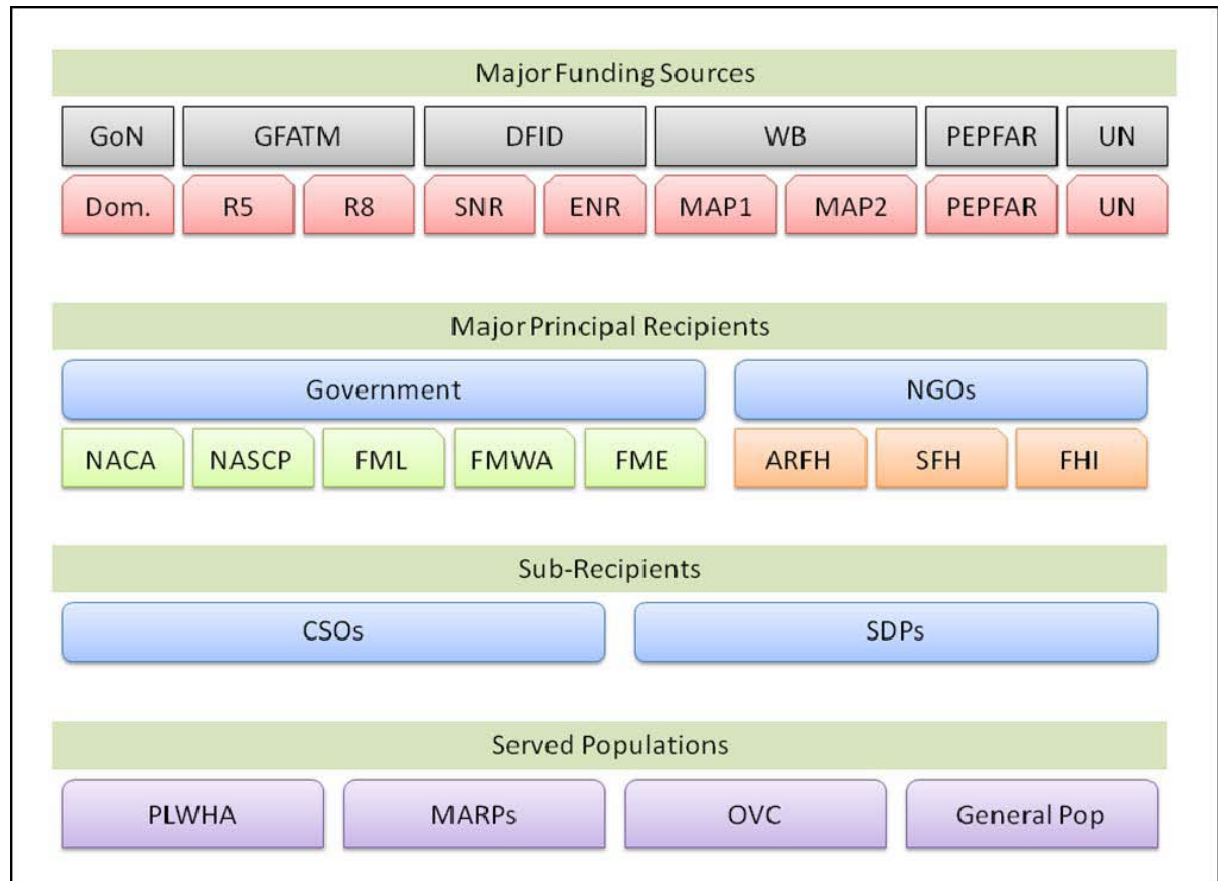 Major Funding Sources
GoN GFATM DFID WB PEPFAR UN
Dom. R5 R8 SNR ENR MAP1 MAP2 PEPFAR UN
Major Principal Recipients
Government NGOs
NACA NASCP FML FMWA FME ARFH SFH FHI
Sub-Recipients
CSOs SDPs
Served Populations
PLWHA MARPs OVC General Pop